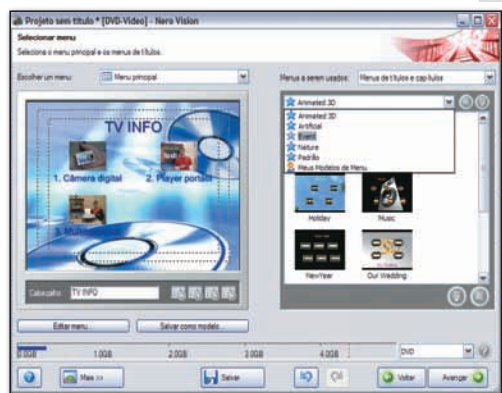 Projeto sem título * [DVD-Video] - Nero Vision
Selecionar menu
Seleciona o menu principal e os menus de títulos.
Escolher um menu:
Menu principal
Menus a serem usados:
Menus de títulos e capítulos
Animated 3D
Animated 3D
Artificial
Event
Nature
Padrão
Meus Modelos de Menu
TV INFO
1. Câmera digital
2. Player portátil
Holiday
Music
NewYear
Our Wedding
Cabeçalho:
TV INFO
Editar menu...
Salvar como modelo...
0.0GB
1.0GB
2.0GB
3.0GB
4.0GB
DVD
Mais >>
Salvar
Voltar
Avançar